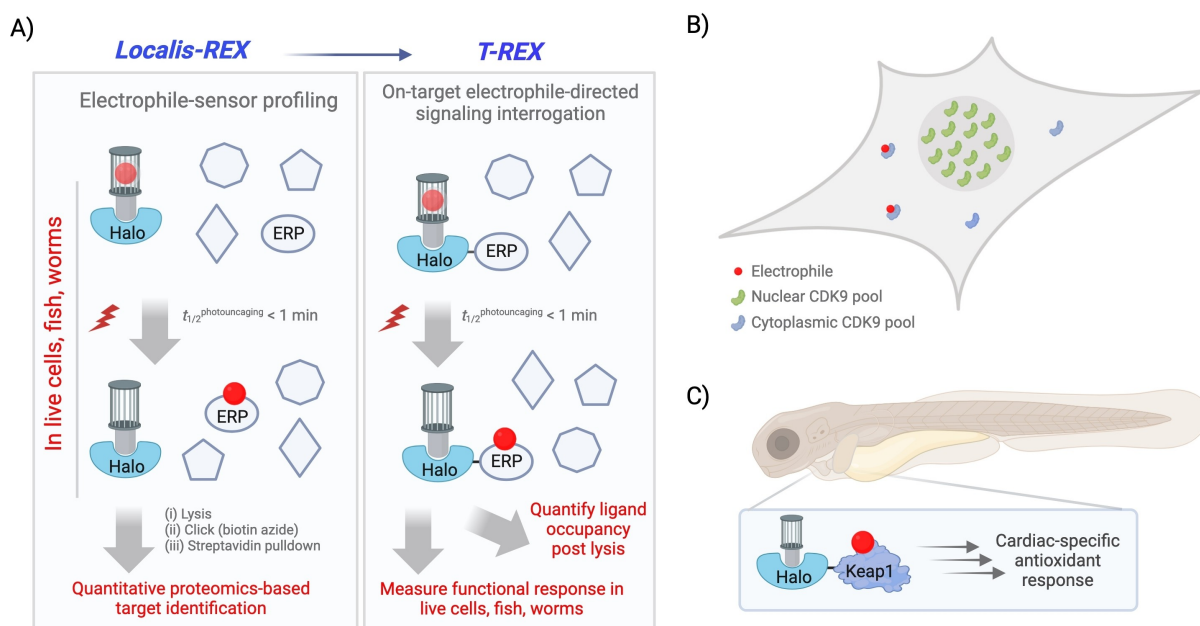 A)
Localis-REX
T-REX
Electrophile-sensor profiling
On-target electrophile-directed
signaling interrogation
In live cells, fish, worms
Halo
ERP
Halo
ERP
t1/2photouncaging < 1 min
t1/2photouncaging < 1 min
Halo
ERP
Halo
ERP
(i) Lysis
(ii) Click (biotin azide)
(iii) Streptavidin pulldown
Quantitative proteomics-based
target identification
Quantify ligand
occupancy
post lysis
Measure functional response in
live cells, fish, worms
B)
Electrophile
Nuclear CDK9 pool
Cytoplasmic CDK9 pool
C)
Halo
Keap1
Cardiac-specific
antioxidant
response